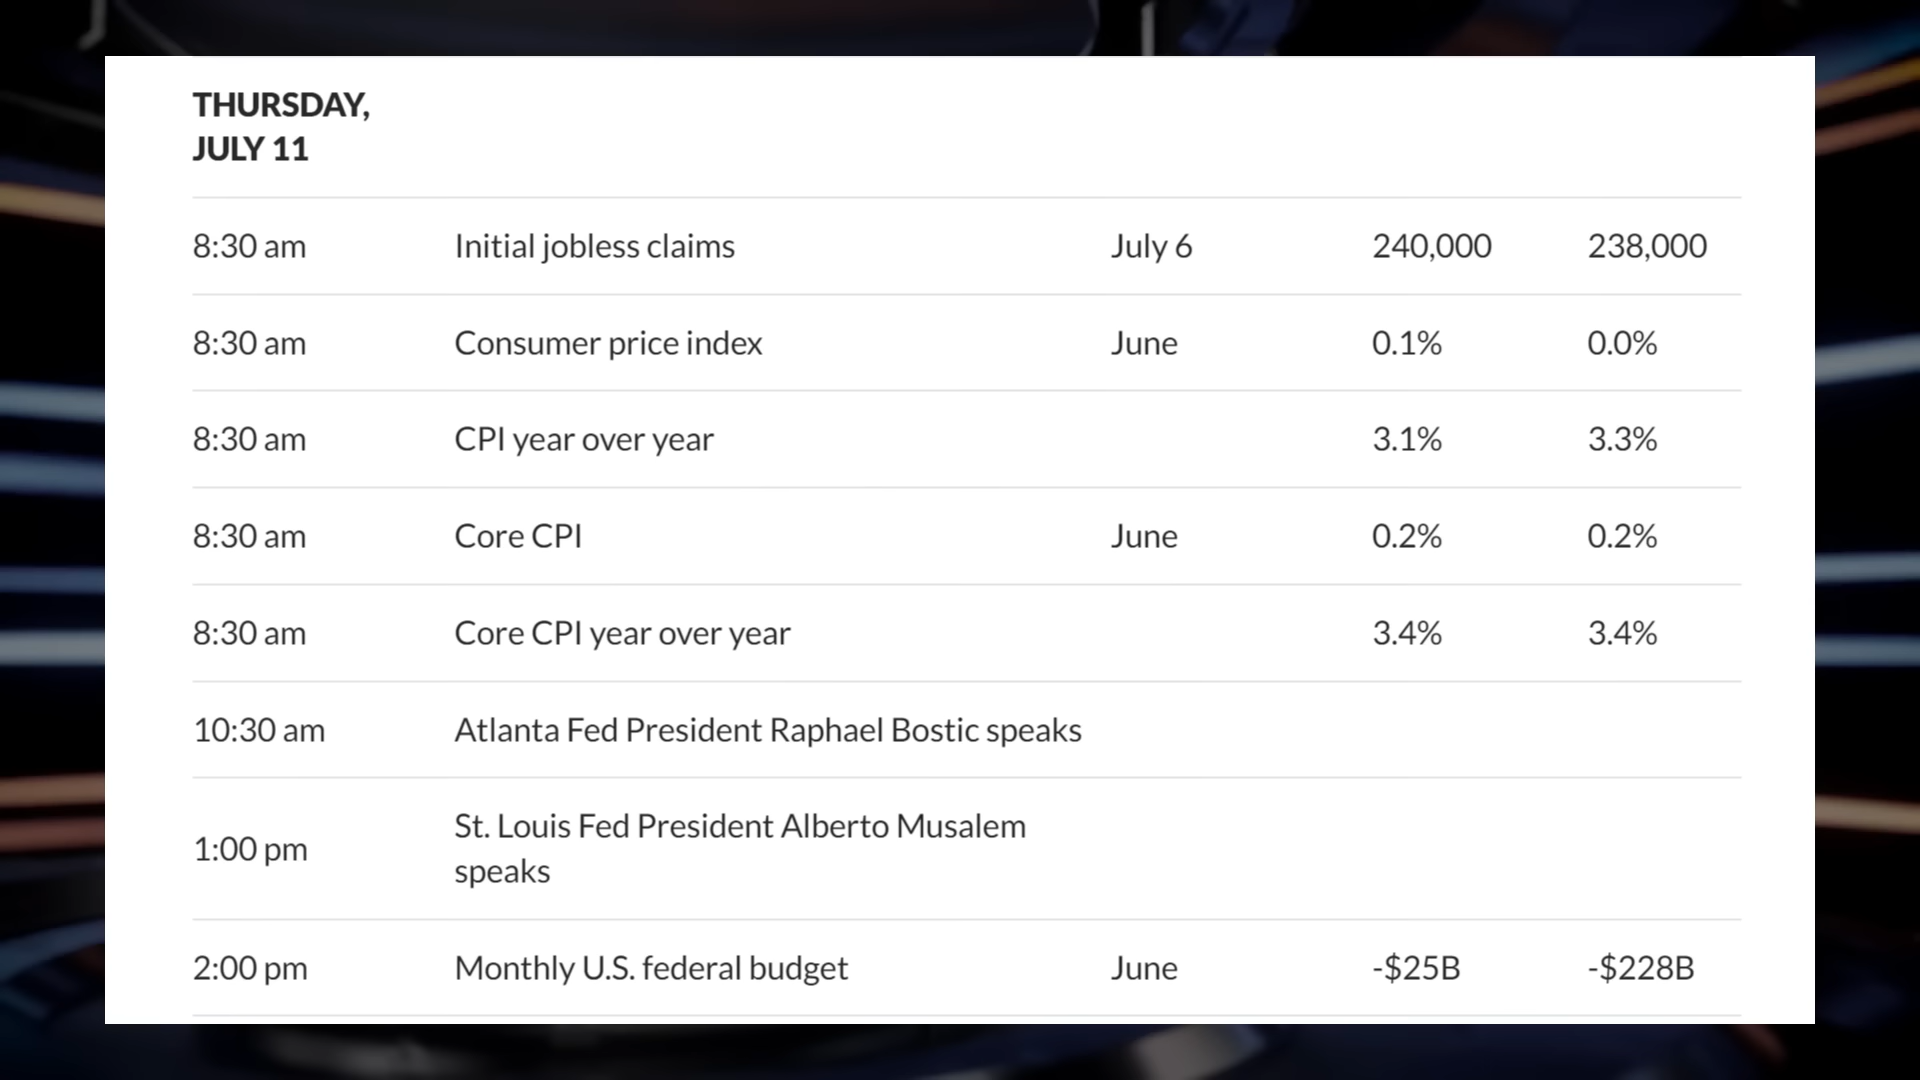 THURSDAY,
JULY 11
8:30 am Initial jobless claims July 6 240,000 238,000
8:30 am Consumer price index June 0.1% 0.0%
8:30 am CPI year over year 3.1% 3.3%
8:30 am Core CPI June 0.2% 0.2%
8:30 am Core CPI year over year 3.4% 3.4%
10:30 am Atlanta Fed President Raphael Bostic speaks
1:00 pm St. Louis Fed President Alberto Musalem
speaks
2:00 pm Monthly U.S. federal budget June -$25B -$228B